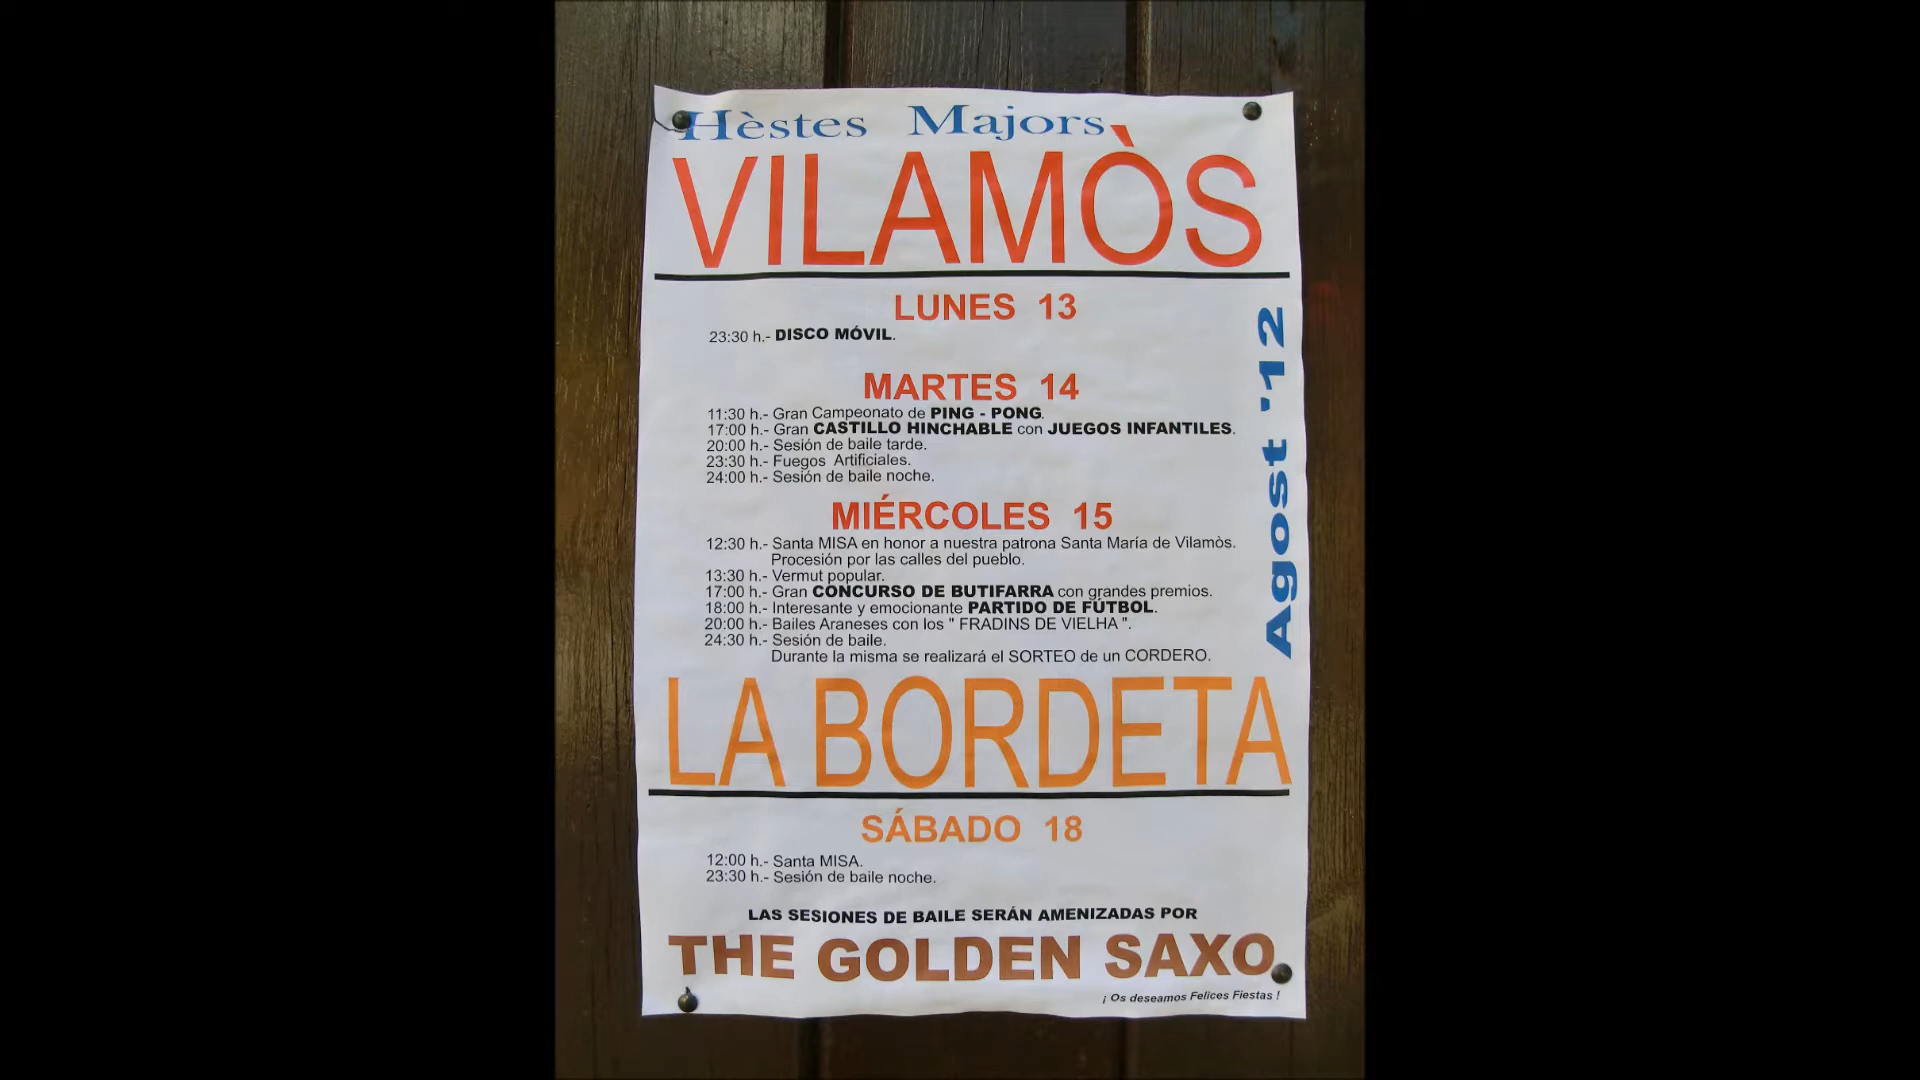 Hèstes Majors
VILAMÒS
LUNES 13
23:30 h.- DISCO MÓVIL.
MARTES 14
11:30 h.- Gran Campeonato de PING - PONG.
17:00 h.- Gran CASTILLO HINCHABLE con JUEGOS INFANTILES.
20:00 h.- Sesión de baile tarde.
23:30 h.- Fuegos Artificiales.
24:00 h.- Sesión de baile noche.
MIÉRCOLES 15
12:30 h.- Santa MISA en honor a nuestra patrona Santa María de Vilamòs.
Procesión por las calles del pueblo.
13:30 h.- Vermut popular.
17:00 h.- Gran CONCURSO DE BUTIFARRA con grandes premios.
18:00 h.- Interesante y emocionante PARTIDO DE FÚTBOL.
20:00 h.- Bailes Araneses con los " FRADINS DE VIELHA ".
24:30 h.- Sesión de baile.
Durante la misma se realizará el SORTEO de un CORDERO.
Agost '12
LA BORDETA
SÁBADO 18
12:00 h.- Santa MISA.
23:30 h.- Sesión de baile noche.
LAS SESIONES DE BAILE SERÁN AMENIZADAS POR
THE GOLDEN SAXO
¡ Os deseamos Felices Fiestas !